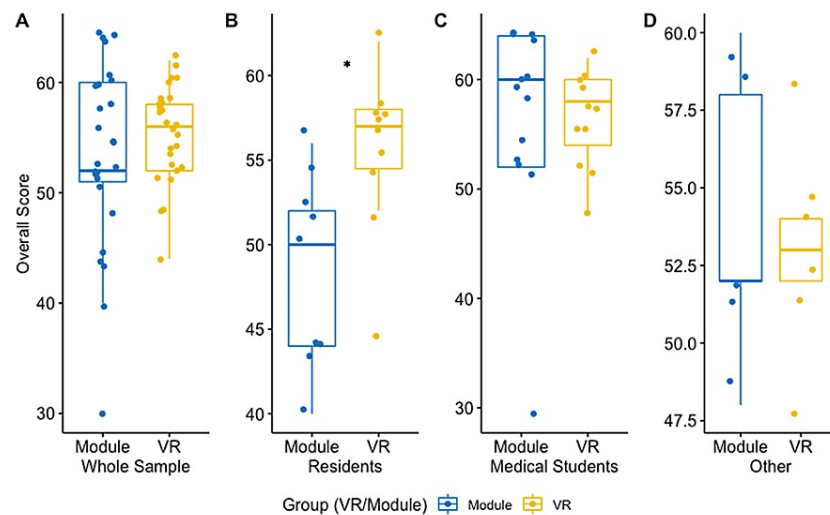 A
B
C
D
Overall Score
60
50
40
30
Module
VR
Whole Sample
60
55
50
45
40
*
Module
VR
Residents
60
50
40
30
Module
VR
Medical Students
60.0
57.5
55.0
52.5
50.0
47.5
Module
VR
Other
Group (VR/Module) Module VR